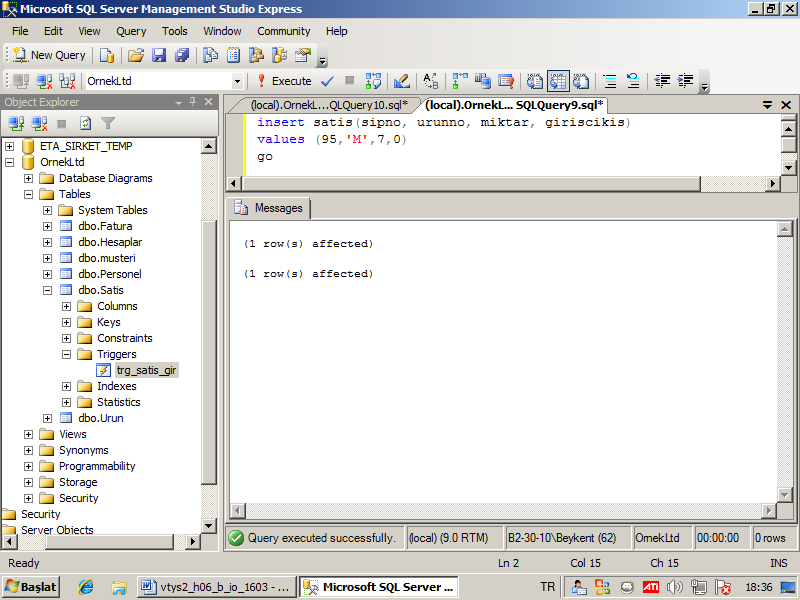 Microsoft SQL Server Management Studio Express
File Edit View Query Tools Window Community Help
New Query
OrnekLtd Execute
Object Explorer
ETA_SIRKET_TEMP
OrnekLtd
Database Diagrams
Tables
System Tables
dbo.Fatura
dbo.Hesaplar
dbo.musteri
dbo.Personel
dbo.Satis
Columns
Keys
Constraints
Triggers
trg_satis_gir
Indexes
Statistics
dbo.Urun
Views
Synonyms
Programmability
Storage
Security
Security
Server Objects
(local).OrnekL...QLQuery10.sql* (local).OrnekL... SQLQuery9.sql*
insert satis(sipno, urunno, miktar, giriscikis)
values (95,'M',7,0)
go
Messages
(1 row(s) affected)
(1 row(s) affected)
Query executed successfully. (local) (9.0 RTM) B2-30-10\Beykent (62) OrnekLtd 00:00:00 0 rows
Ready Ln 2 Col 15 Ch 15 INS
Başlat vtys2_h06_b_io_1603 - ... Microsoft SQL Server ... TR ATI 18:36